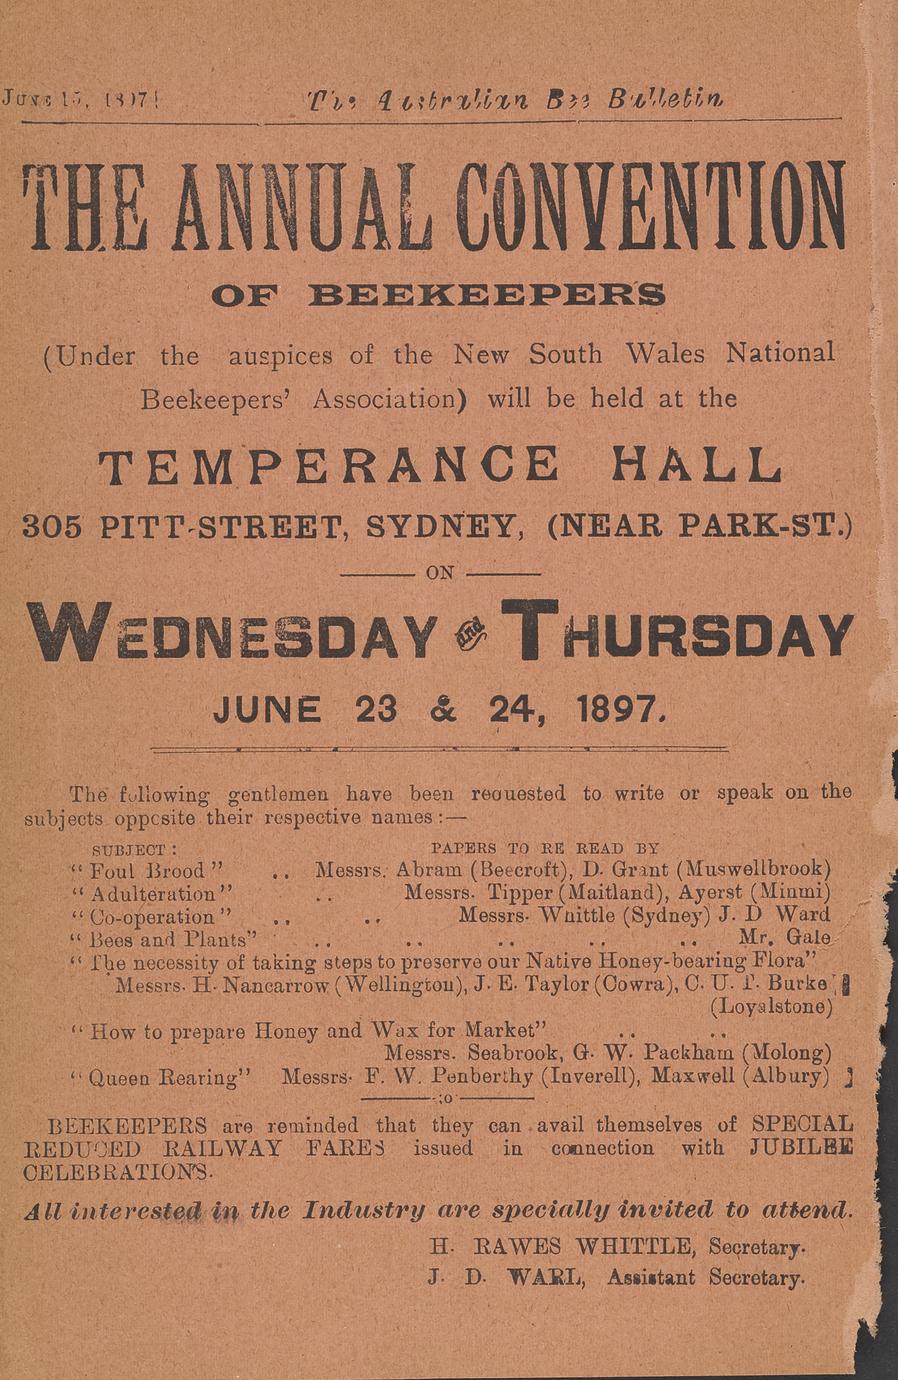 June 15, 1897]
The Australian Bee Bulletin
THE ANNUAL CONVENTION
OF BEEKEEPERS
(Under the auspices of the New South Wales National
Beekeepers' Association) will be held at the
TEMPERANCE HALL
305 PITT-STREET, SYDNEY, (NEAR PARK-ST.)
ON
WEDNESDAY and THURSDAY
JUNE 23 & 24, 1897.
The following gentlemen have been requested to write or speak on the
subjects oppcsite their respective names:—
SUBJECT: PAPERS TO BE READ BY
"Foul Brood" .. Messrs. Abram (Beecroft), D. Grant (Muswellbrook)
"Adulteration" .. Messrs. Tipper (Maitland), Ayerst (Minmi)
"Co-operation" .. .. Messrs. Whittle (Sydney) J. D Ward
"Bees and Plants" .. .. .. .. .. Mr. Gale
"The necessity of taking steps to preserve our Native Honey-bearing Flora"
Messrs. H. Nancarrow (Wellington), J. E. Taylor (Cowra), C. U. T. Burke
(Loyalstone)
"How to prepare Honey and Wax for Market" .. ..
Messrs. Seabrook, G. W. Packham (Molong)
"Queen Rearing" Messrs. F. W. Penberthy (Inverell), Maxwell (Albury) ]
:o
BEEKEEPERS are reminded that they can avail themselves of SPECIAL
REDUCED RAILWAY FARES issued in connection with JUBILEE
CELEBRATIONS.
All interested in the Industry are specially invited to attend.
H. RAWES WHITTLE, Secretary.
J. D. WARD, Assistant Secretary.